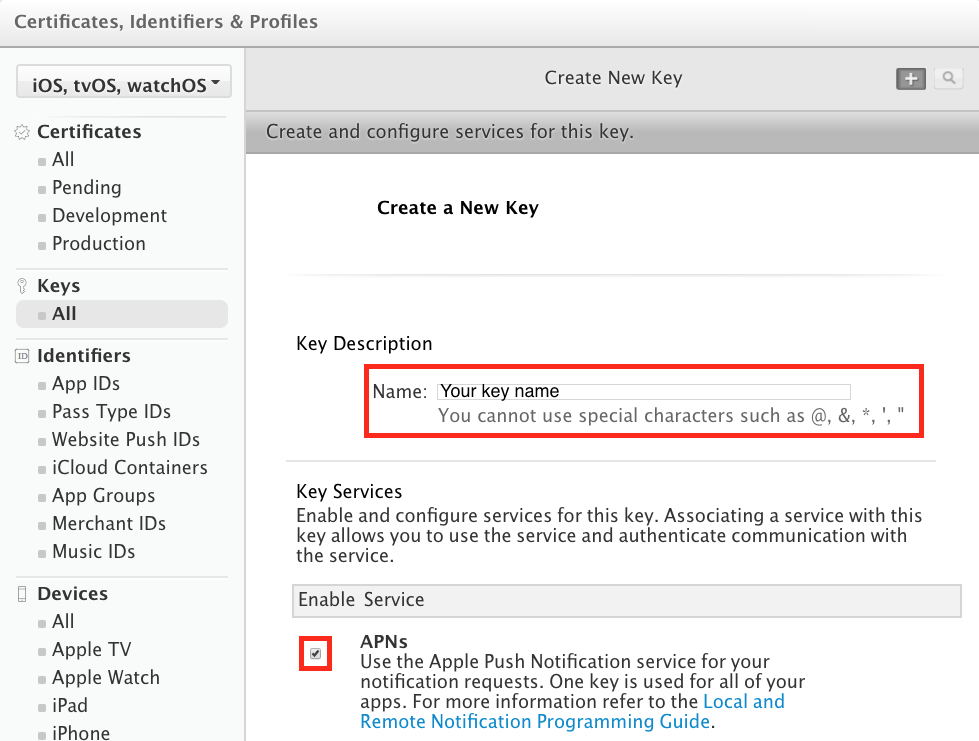 Certificates, Identifiers & Profiles
iOS, tvOS, watchOS
Certificates
All
Pending
Development
Production
Keys
All
ID Identifiers
App IDs
Pass Type IDs
Website Push IDs
iCloud Containers
App Groups
Merchant IDs
Music IDs
Devices
All
Apple TV
Apple Watch
iPad
iPhone
Create New Key
Create and configure services for this key.
Create a New Key
Key Description
Name: Your key name
You cannot use special characters such as @, &, *, ', "
Key Services
Enable and configure services for this key. Associating a service with this
key allows you to use the service and authenticate communication with
the service.
Enable Service
APNs
Use the Apple Push Notification service for your
notification requests. One key is used for all of your
apps. For more information refer to the Local and
Remote Notification Programming Guide.